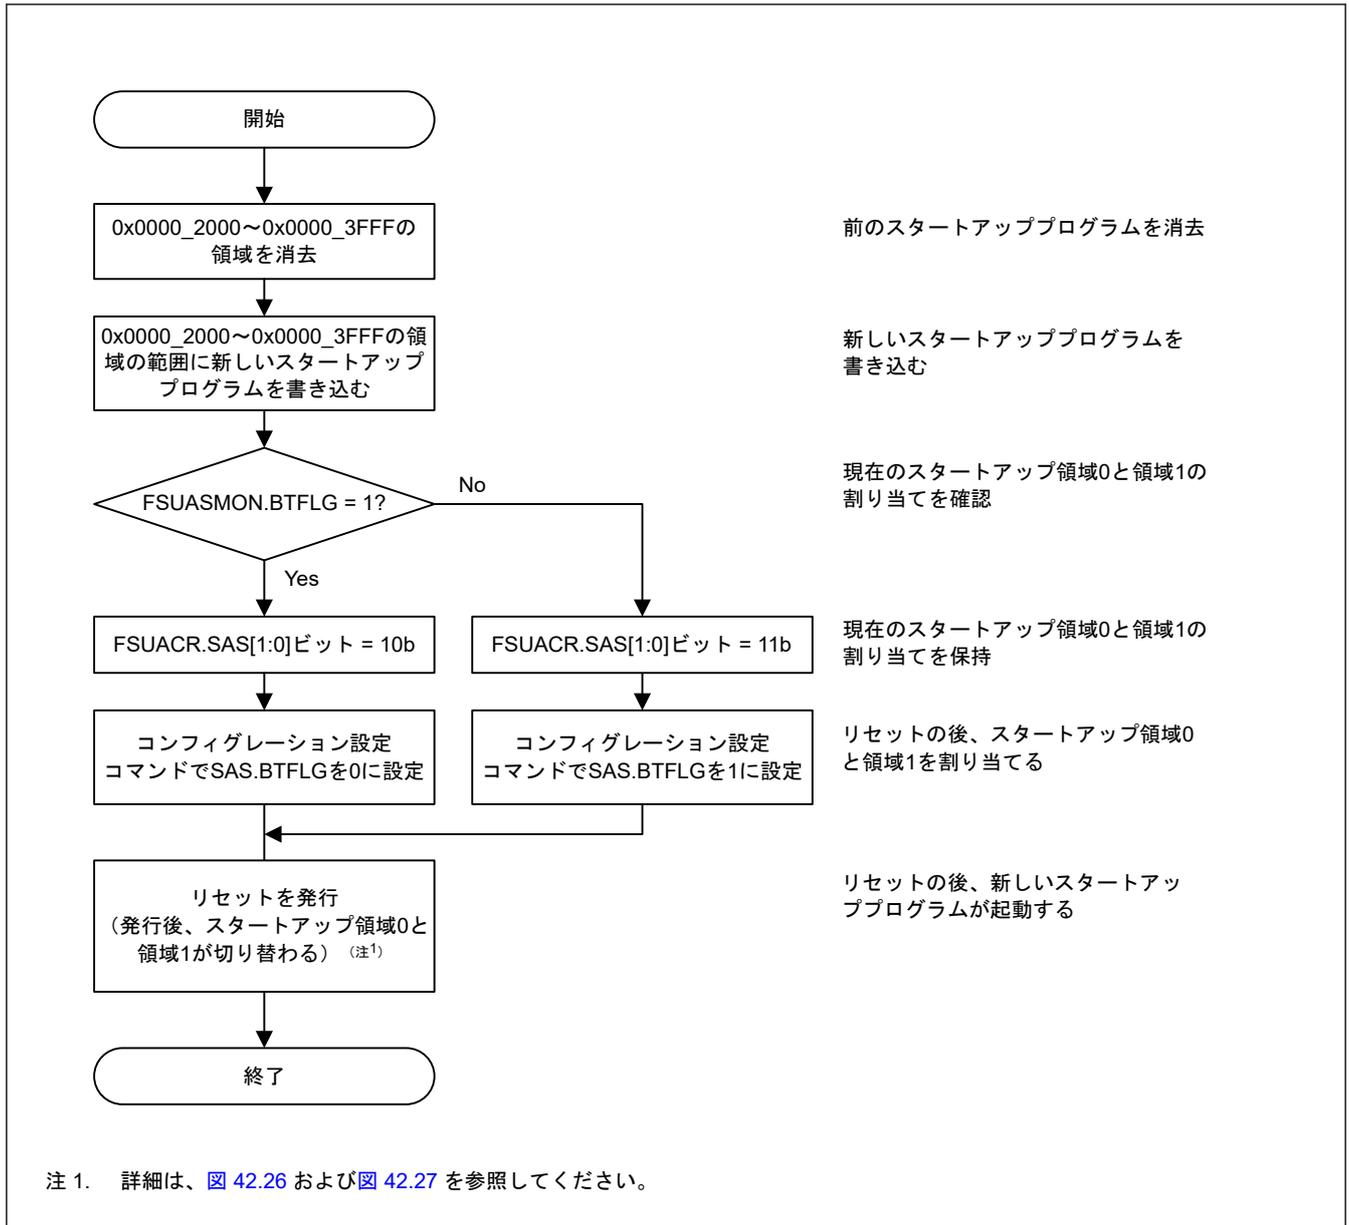 開始
0x0000_2000～0x0000_3FFFの
領域を消去
前のスタートアッププログラムを消去
0x0000_2000～0x0000_3FFFの領
域の範囲に新しいスタートアップ
プログラムを書き込む
新しいスタートアッププログラムを
書き込む
FSUASMON.BTFLG = 1?
No
Yes
現在のスタートアップ領域0と領域1の
割り当てを確認
FSUACR.SAS[1:0]ビット = 10b
FSUACR.SAS[1:0]ビット = 11b
現在のスタートアップ領域0と領域1の
割り当てを保持
コンフィグレーション設定
コマンドでSAS.BTFLGを0に設定
コンフィグレーション設定
コマンドでSAS.BTFLGを1に設定
リセットの後、スタートアップ領域0
と領域1を割り当てる
リセットを発行
（発行後、スタートアップ領域0と
領域1が切り替わる）（注1）
リセットの後、新しいスタートアッ
ププログラムが起動する
終了
注 1. 詳細は、図 42.26 および図 42.27 を参照してください。